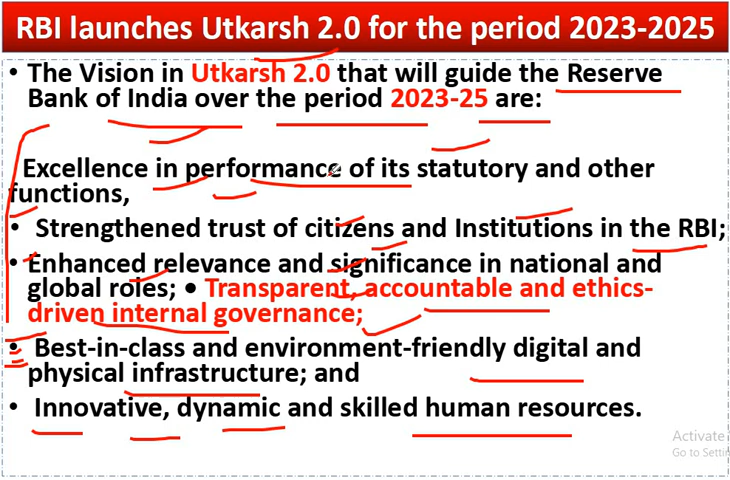 RBI launches Utkarsh 2.0 for the period 2023-2025
• The Vision in Utkarsh 2.0 that will guide the Reserve
Bank of India over the period 2023-25 are:
Excellence in performance of its statutory and other
functions,
• Strengthened trust of citizens and Institutions in the RBI;
• Enhanced relevance and significance in national and
global roles; • Transparent, accountable and ethics-
driven internal governance;
• Best-in-class and environment-friendly digital and
physical infrastructure; and
• Innovative, dynamic and skilled human resources.
Activate
Go to Settin